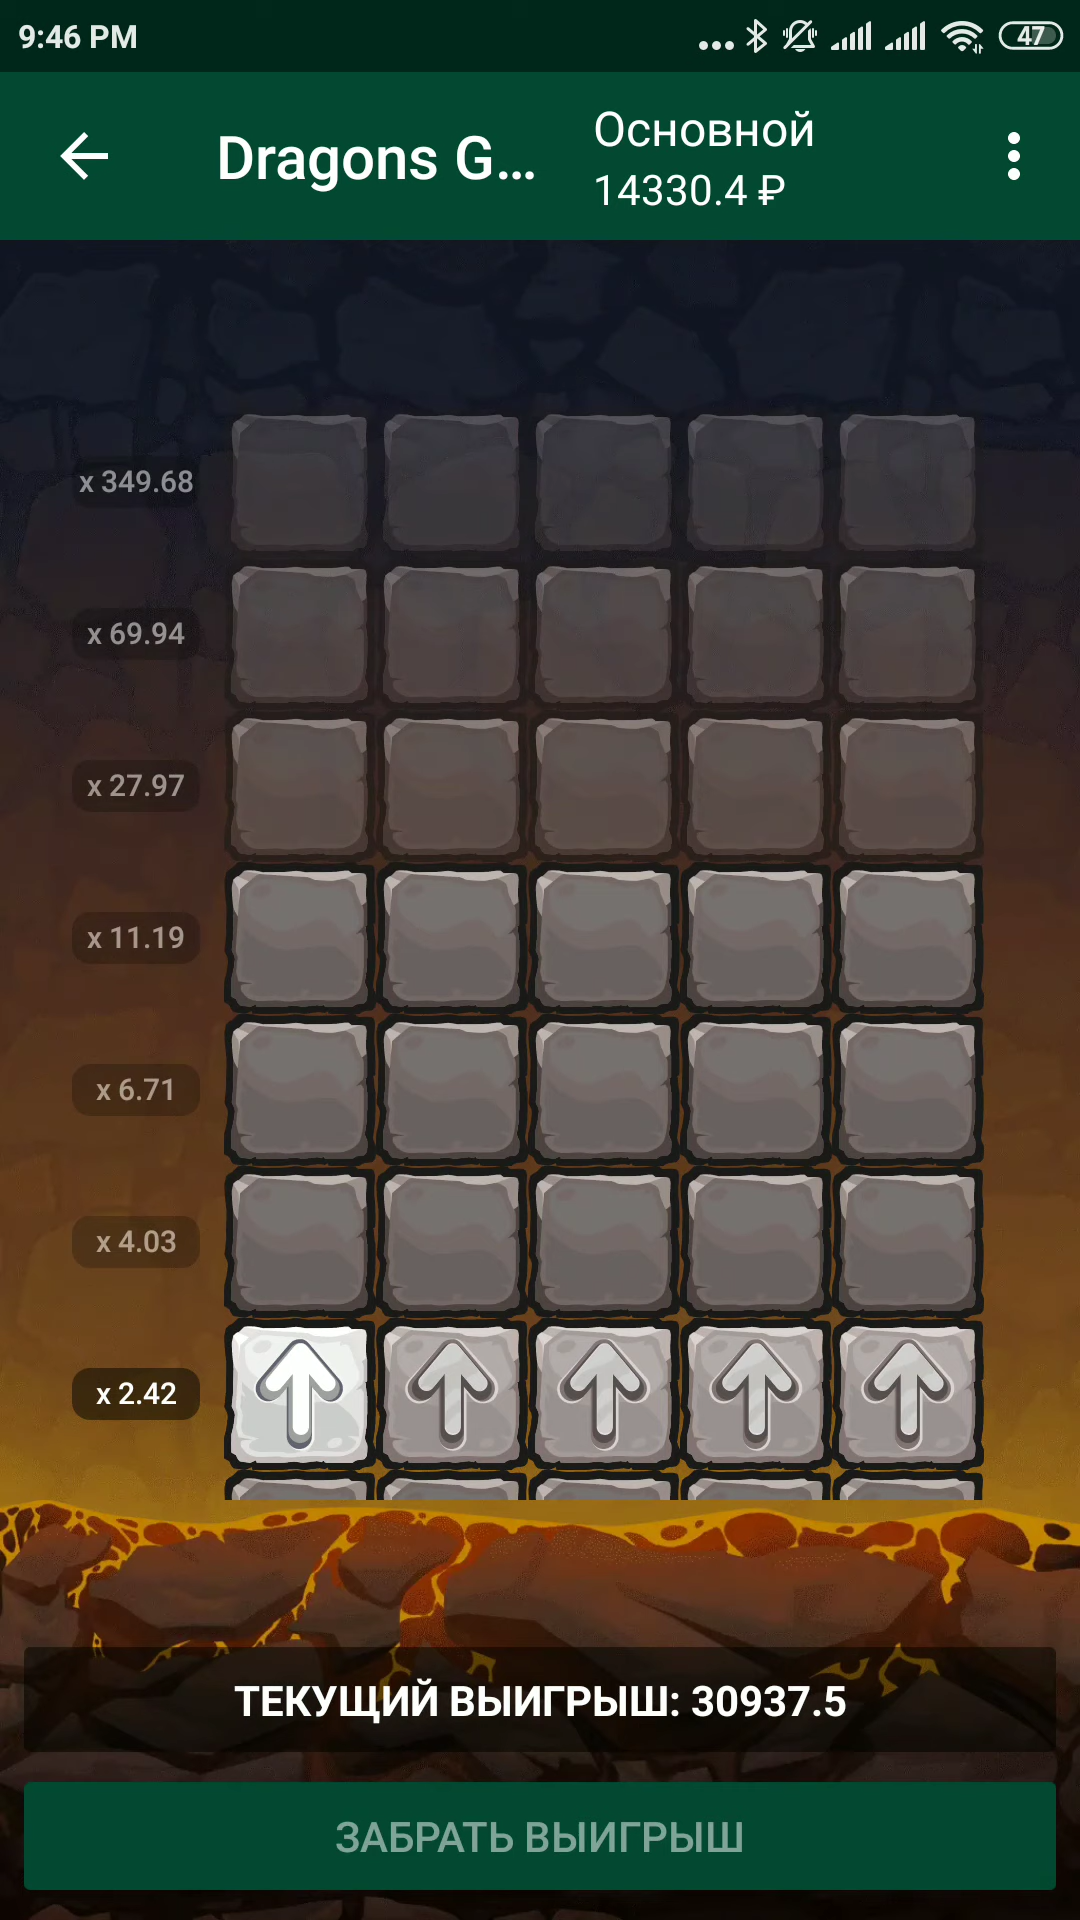 9:46 PM
47
Dragons G...
Основной
14330.4 ₽
x 349.68
x 69.94
x 27.97
x 11.19
x 6.71
x 4.03
x 2.42
ТЕКУЩИЙ ВЫИГРЫШ: 30937.5
ЗАБРАТЬ ВЫИГРЫШ